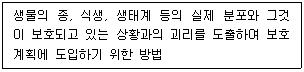 생물의 종, 식생, 생태계 등의 실제 분포와 그것
이 보호되고 있는 상황과의 괴리를 도출하여 보호
계획에 도입하기 위한 방법